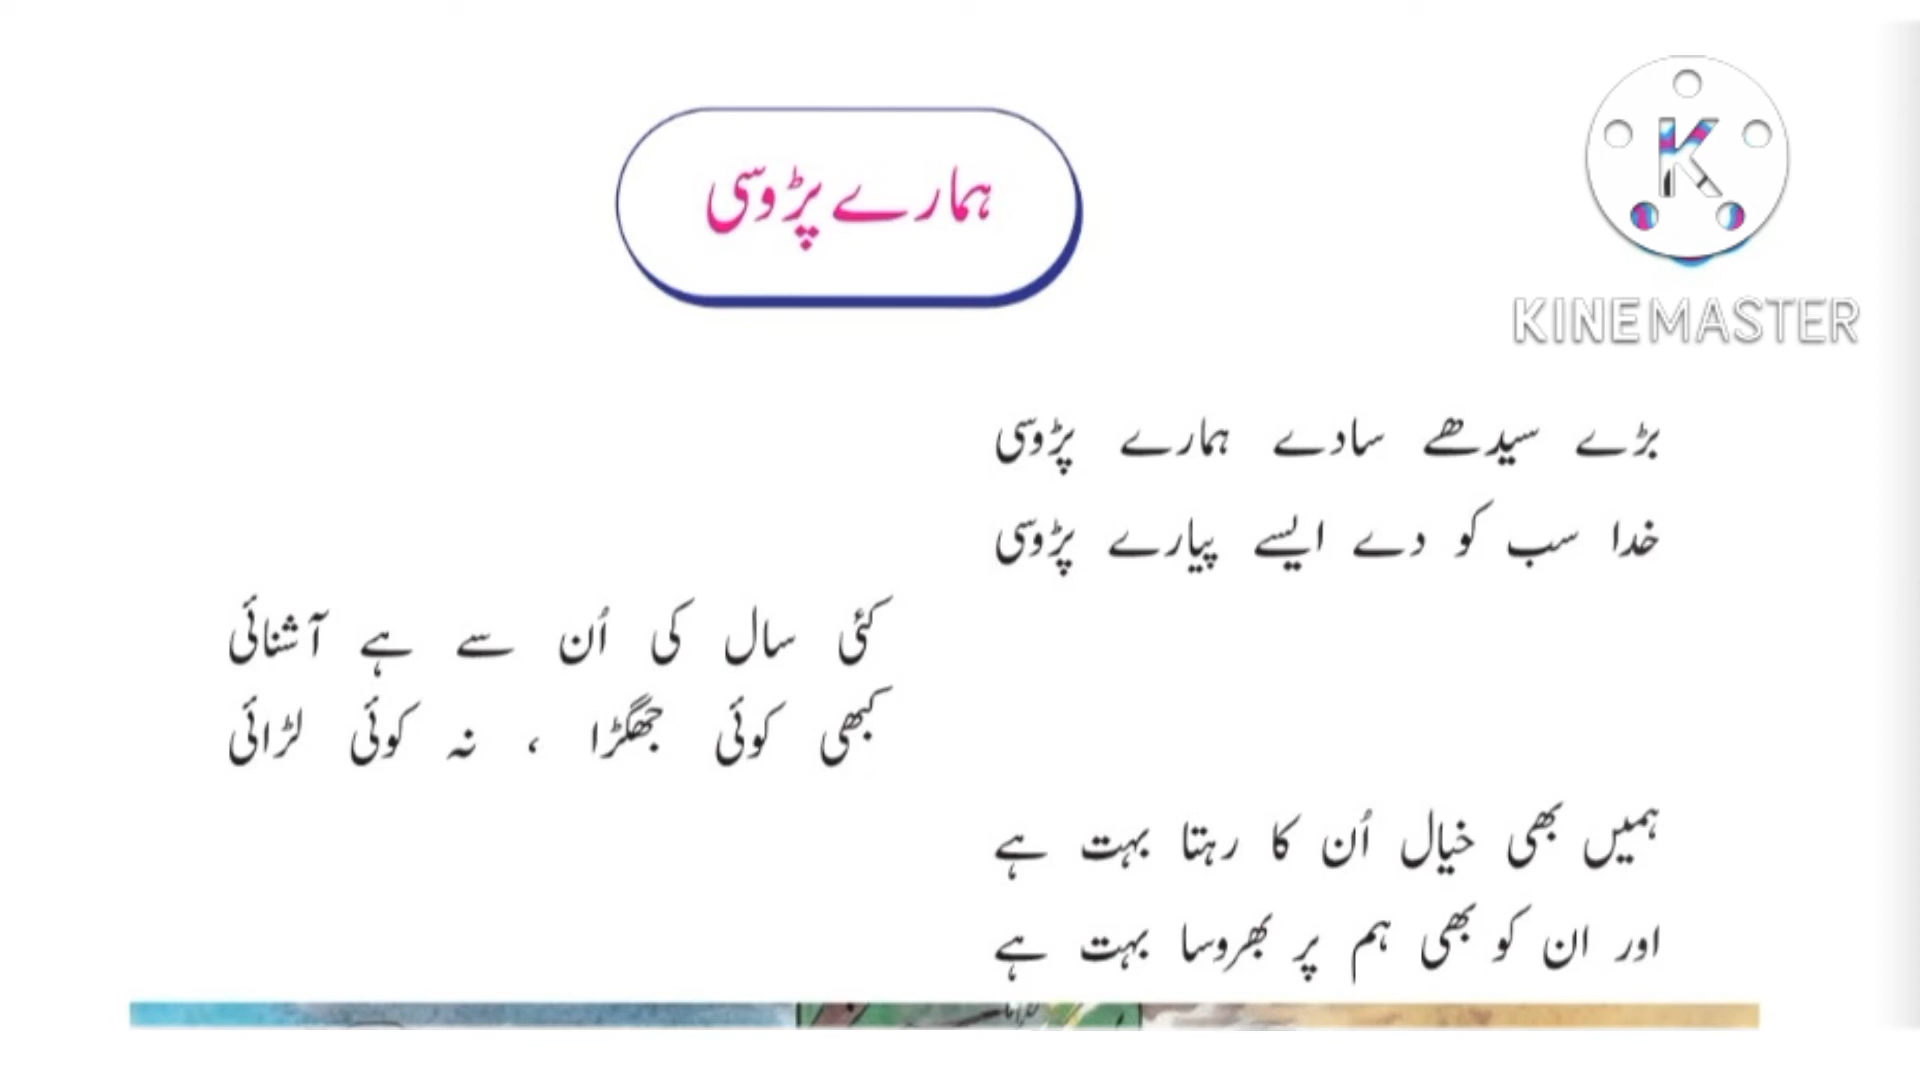 ہمارے پڑوسی
KINEMASTER
بڑے سیدھے سادے ہمارے پڑوسی
خدا سب کو دے ایسے پیارے پڑوسی
کئی سال کی اُن سے ہے آشنائی
کبھی کوئی جھگڑا ، نہ کوئی لڑائی
ہمیں بھی خیال اُن کا رہتا بہت ہے
اور ان کو بھی ہم پر بھروسا بہت ہے